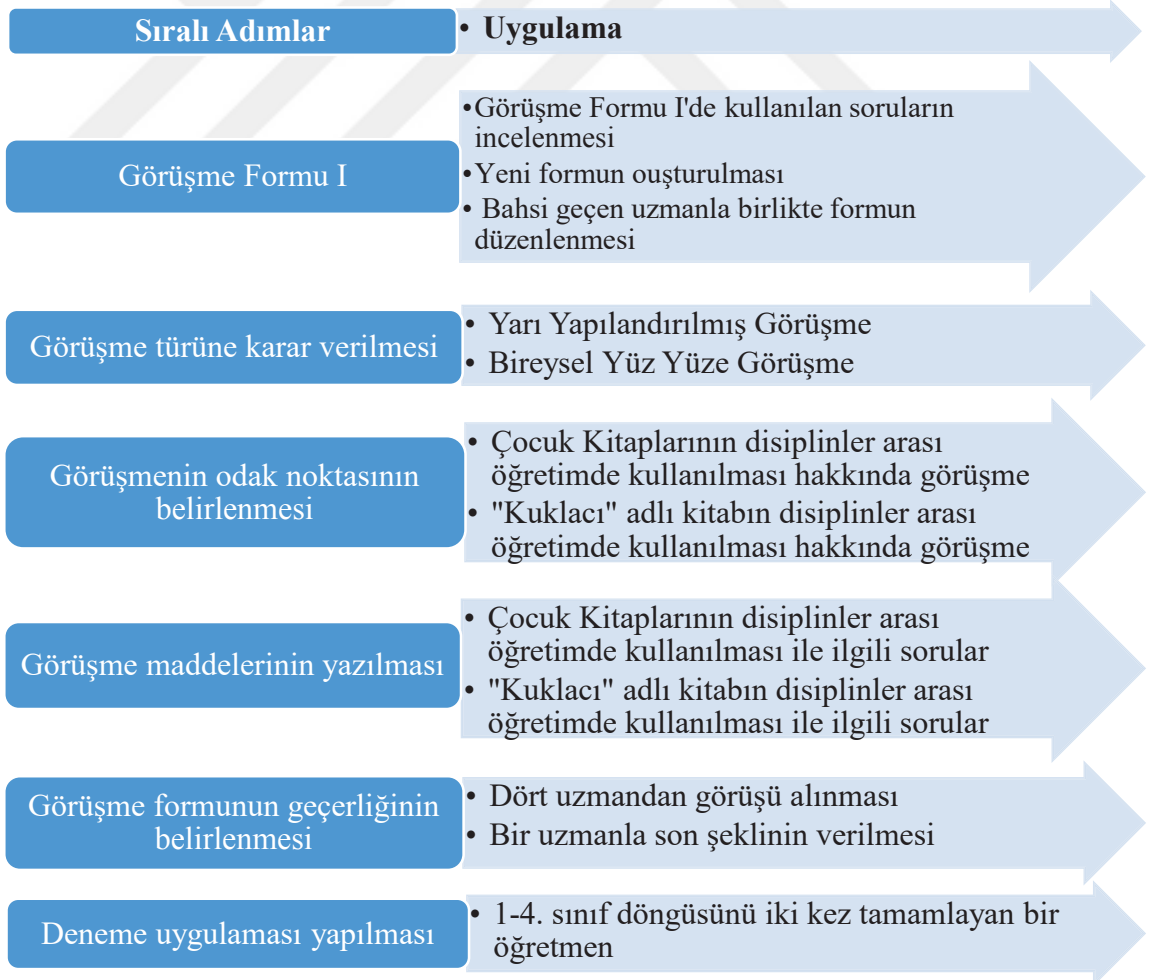 Sıralı Adımlar
• Uygulama
Görüşme Formu I
•Görüşme Formu I'de kullanılan soruların
incelenmesi
•Yeni formun ouşturulması
• Bahsi geçen uzmanla birlikte formun
düzenlenmesi
Görüşme türüne karar verilmesi
• Yarı Yapılandırılmış Görüşme
• Bireysel Yüz Yüze Görüşme
Görüşmenin odak noktasının
belirlenmesi
• Çocuk Kitaplarının disiplinler arası
öğretimde kullanılması hakkında görüşme
• "Kuklacı" adlı kitabın disiplinler arası
öğretimde kullanılması hakkında görüşme
Görüşme maddelerinin yazılması
• Çocuk Kitaplarının disiplinler arası
öğretimde kullanılması ile ilgili sorular
• "Kuklacı" adlı kitabın disiplinler arası
öğretimde kullanılması ile ilgili sorular
Görüşme formunun geçerliğinin
belirlenmesi
• Dört uzmandan görüşü alınması
• Bir uzmanla son şeklinin verilmesi
Deneme uygulaması yapılması
• 1-4. sınıf döngüsünü iki kez tamamlayan bir
öğretmen